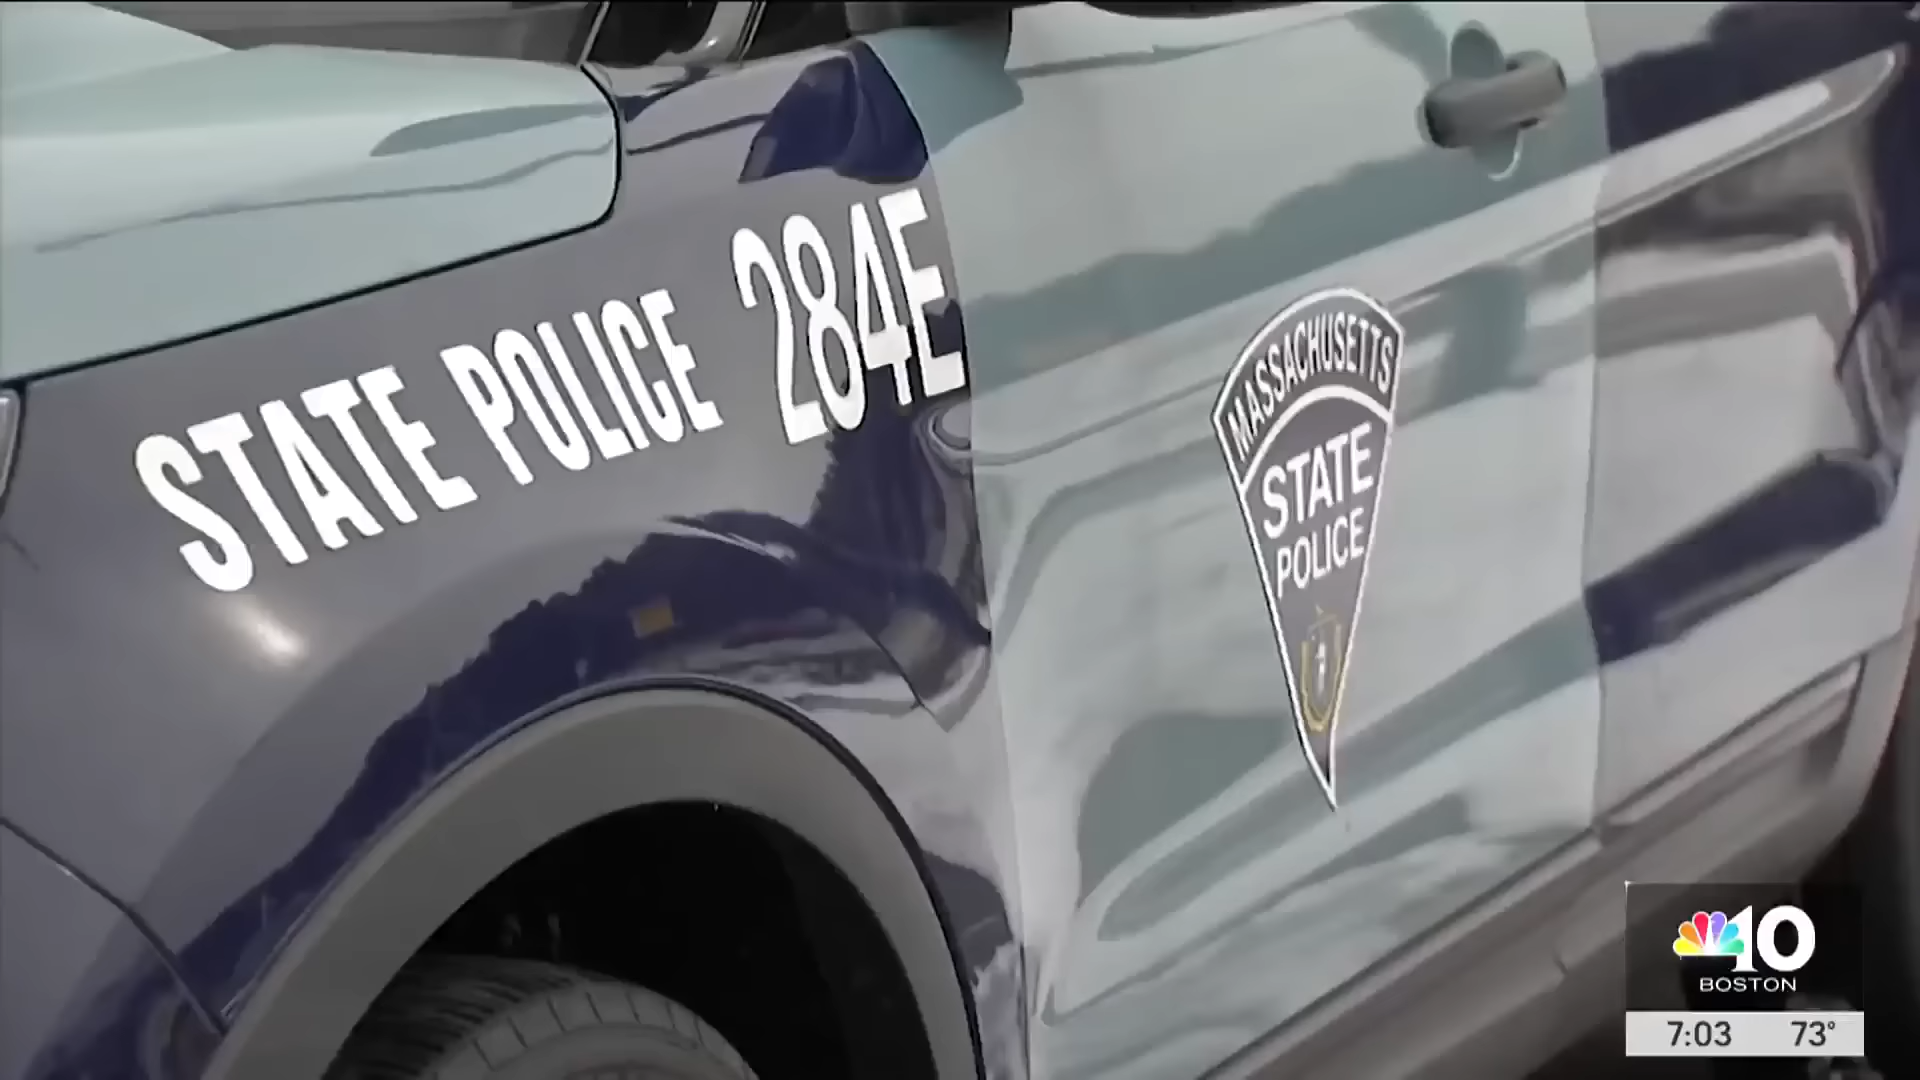 STATE POLICE 284E
MASSACHUSETTS
STATE
POLICE
10
BOSTON
7:03 73°